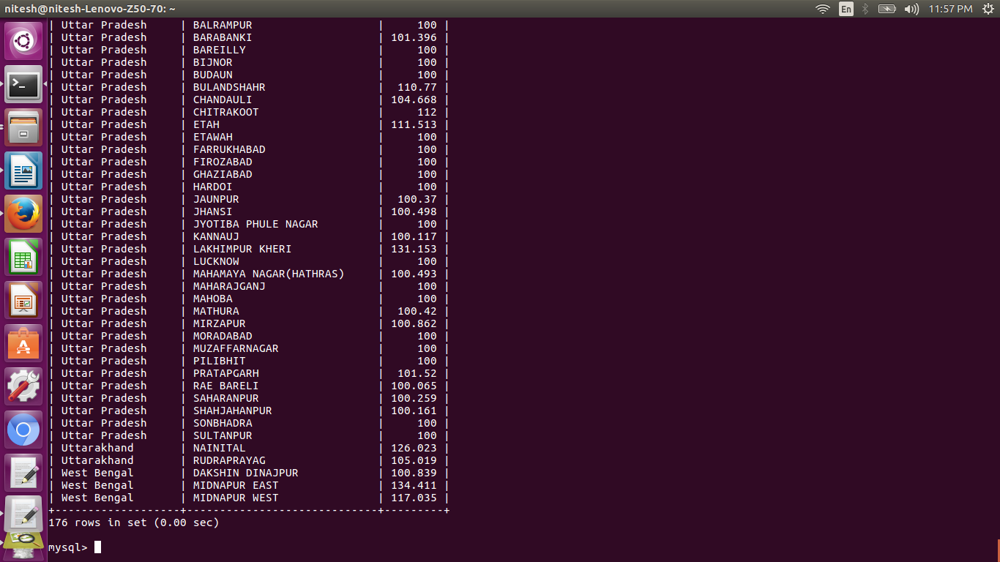 nitesh@nitesh-Lenovo-Z50-70: ~ En 11:57 PM
| Uttar Pradesh | BALRAMPUR | 100 |
| Uttar Pradesh | BARABANKI | 101.396 |
| Uttar Pradesh | BAREILLY | 100 |
| Uttar Pradesh | BIJNOR | 100 |
| Uttar Pradesh | BUDAUN | 100 |
| Uttar Pradesh | BULANDSHAHR | 110.77 |
| Uttar Pradesh | CHANDAULI | 104.668 |
| Uttar Pradesh | CHITRAKOOT | 112 |
| Uttar Pradesh | ETAH | 111.513 |
| Uttar Pradesh | ETAWAH | 100 |
| Uttar Pradesh | FARRUKHABAD | 100 |
| Uttar Pradesh | FIROZABAD | 100 |
| Uttar Pradesh | GHAZIABAD | 100 |
| Uttar Pradesh | HARDOI | 100 |
| Uttar Pradesh | JAUNPUR | 100.37 |
| Uttar Pradesh | JHANSI | 100.498 |
| Uttar Pradesh | JYOTIBA PHULE NAGAR | 100 |
| Uttar Pradesh | KANNAUJ | 100.117 |
| Uttar Pradesh | LAKHIMPUR KHERI | 131.153 |
| Uttar Pradesh | LUCKNOW | 100 |
| Uttar Pradesh | MAHAMAYA NAGAR(HATHRAS) | 100.493 |
| Uttar Pradesh | MAHARAJGANJ | 100 |
| Uttar Pradesh | MAHOBA | 100 |
| Uttar Pradesh | MATHURA | 100.42 |
| Uttar Pradesh | MIRZAPUR | 100.862 |
| Uttar Pradesh | MORADABAD | 100 |
| Uttar Pradesh | MUZAFFARNAGAR | 100 |
| Uttar Pradesh | PILIBHIT | 100 |
| Uttar Pradesh | PRATAPGARH | 101.52 |
| Uttar Pradesh | RAE BARELI | 100.065 |
| Uttar Pradesh | SAHARANPUR | 100.259 |
| Uttar Pradesh | SHAHJAHANPUR | 100.161 |
| Uttar Pradesh | SONBHADRA | 100 |
| Uttar Pradesh | SULTANPUR | 100 |
| Uttarakhand | NAINITAL | 126.023 |
| Uttarakhand | RUDRAPRAYAG | 105.019 |
| West Bengal | DAKSHIN DINAJPUR | 100.839 |
| West Bengal | MIDNAPUR EAST | 134.411 |
| West Bengal | MIDNAPUR WEST | 117.035 |
+-------------------+-----------------------------+---------+
176 rows in set (0.00 sec)
mysql>